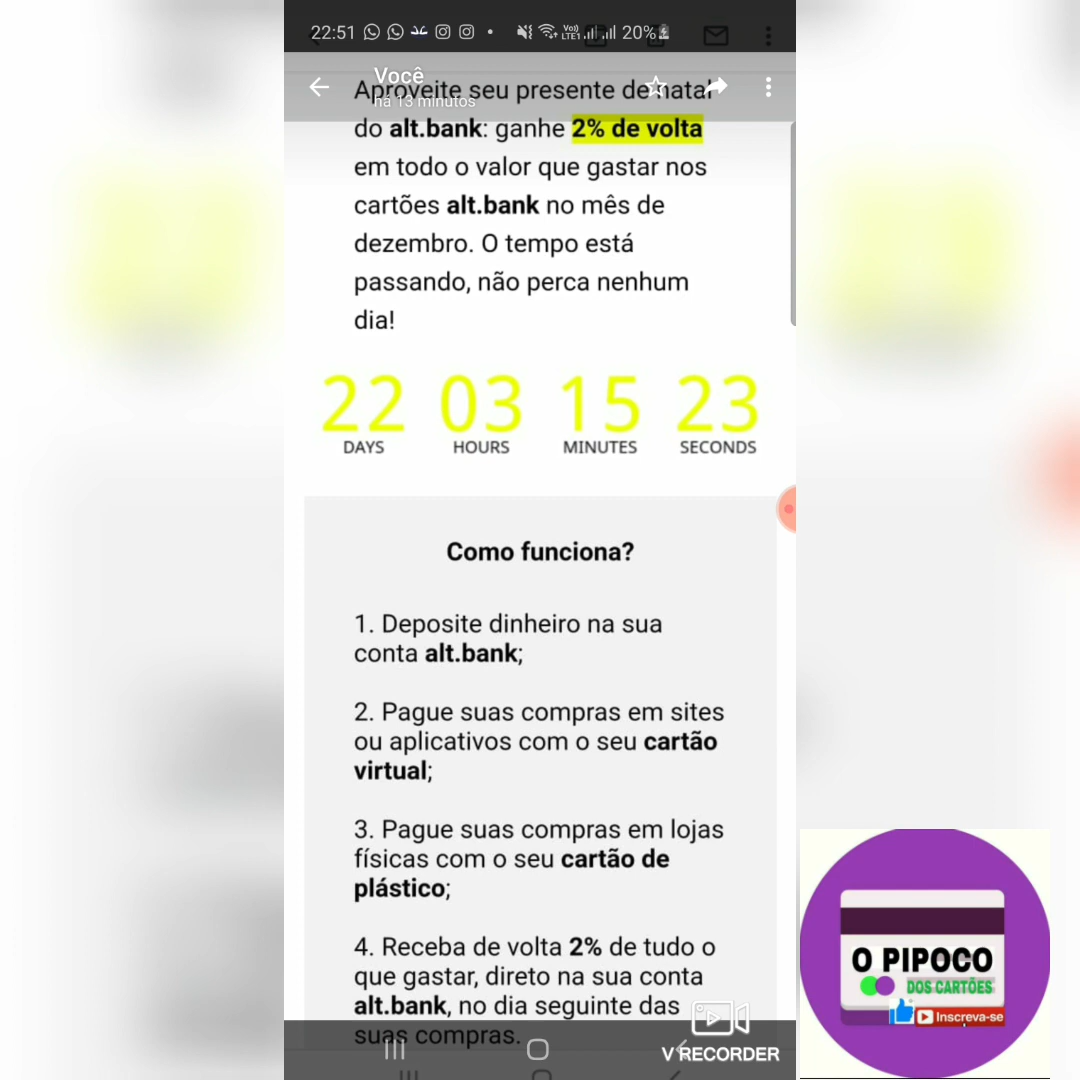 22:51
Vo))
LTE1
20%
Você
há 13 minutos
Aproveite seu presente de natal
do alt.bank: ganhe 2% de volta
em todo o valor que gastar nos
cartões alt.bank no mês de
dezembro. O tempo está
passando, não perca nenhum
dia!
22 03 15 23
DAYS HOURS MINUTES SECONDS
Como funciona?
1. Deposite dinheiro na sua
conta alt.bank;
2. Pague suas compras em sites
ou aplicativos com o seu cartão
virtual;
3. Pague suas compras em lojas
físicas com o seu cartão de
plástico;
4. Receba de volta 2% de tudo o
que gastar, direto na sua conta
alt.bank, no dia seguinte das
suas compras.
V RECORDER
O PIPOCO
DOS CARTÕES
Inscreva-se